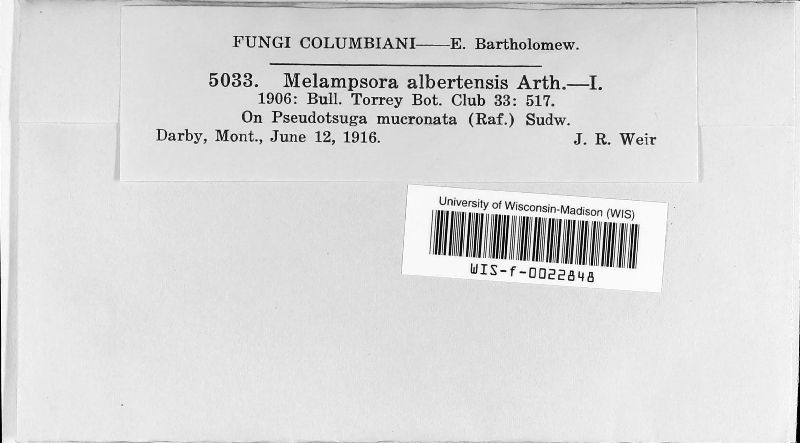 FUNGI COLUMBIANI——E. Bartholomew.
5033. Melampsora albertensis Arth.—I.
1906: Bull. Torrey Bot. Club 33: 517.
On Pseudotsuga mucronata (Raf.) Sudw.
Darby, Mont., June 12, 1916. J. R. Weir
University of Wisconsin-Madison (WIS)
WIS-f-0022848